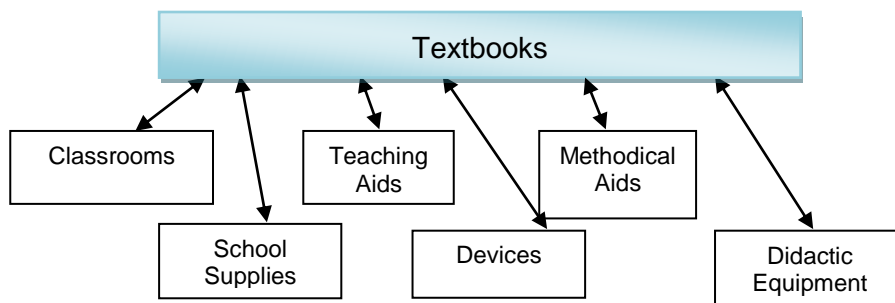 Textbooks
Classrooms
Teaching
Aids
Methodical
Aids
School
Supplies
Devices
Didactic
Equipment